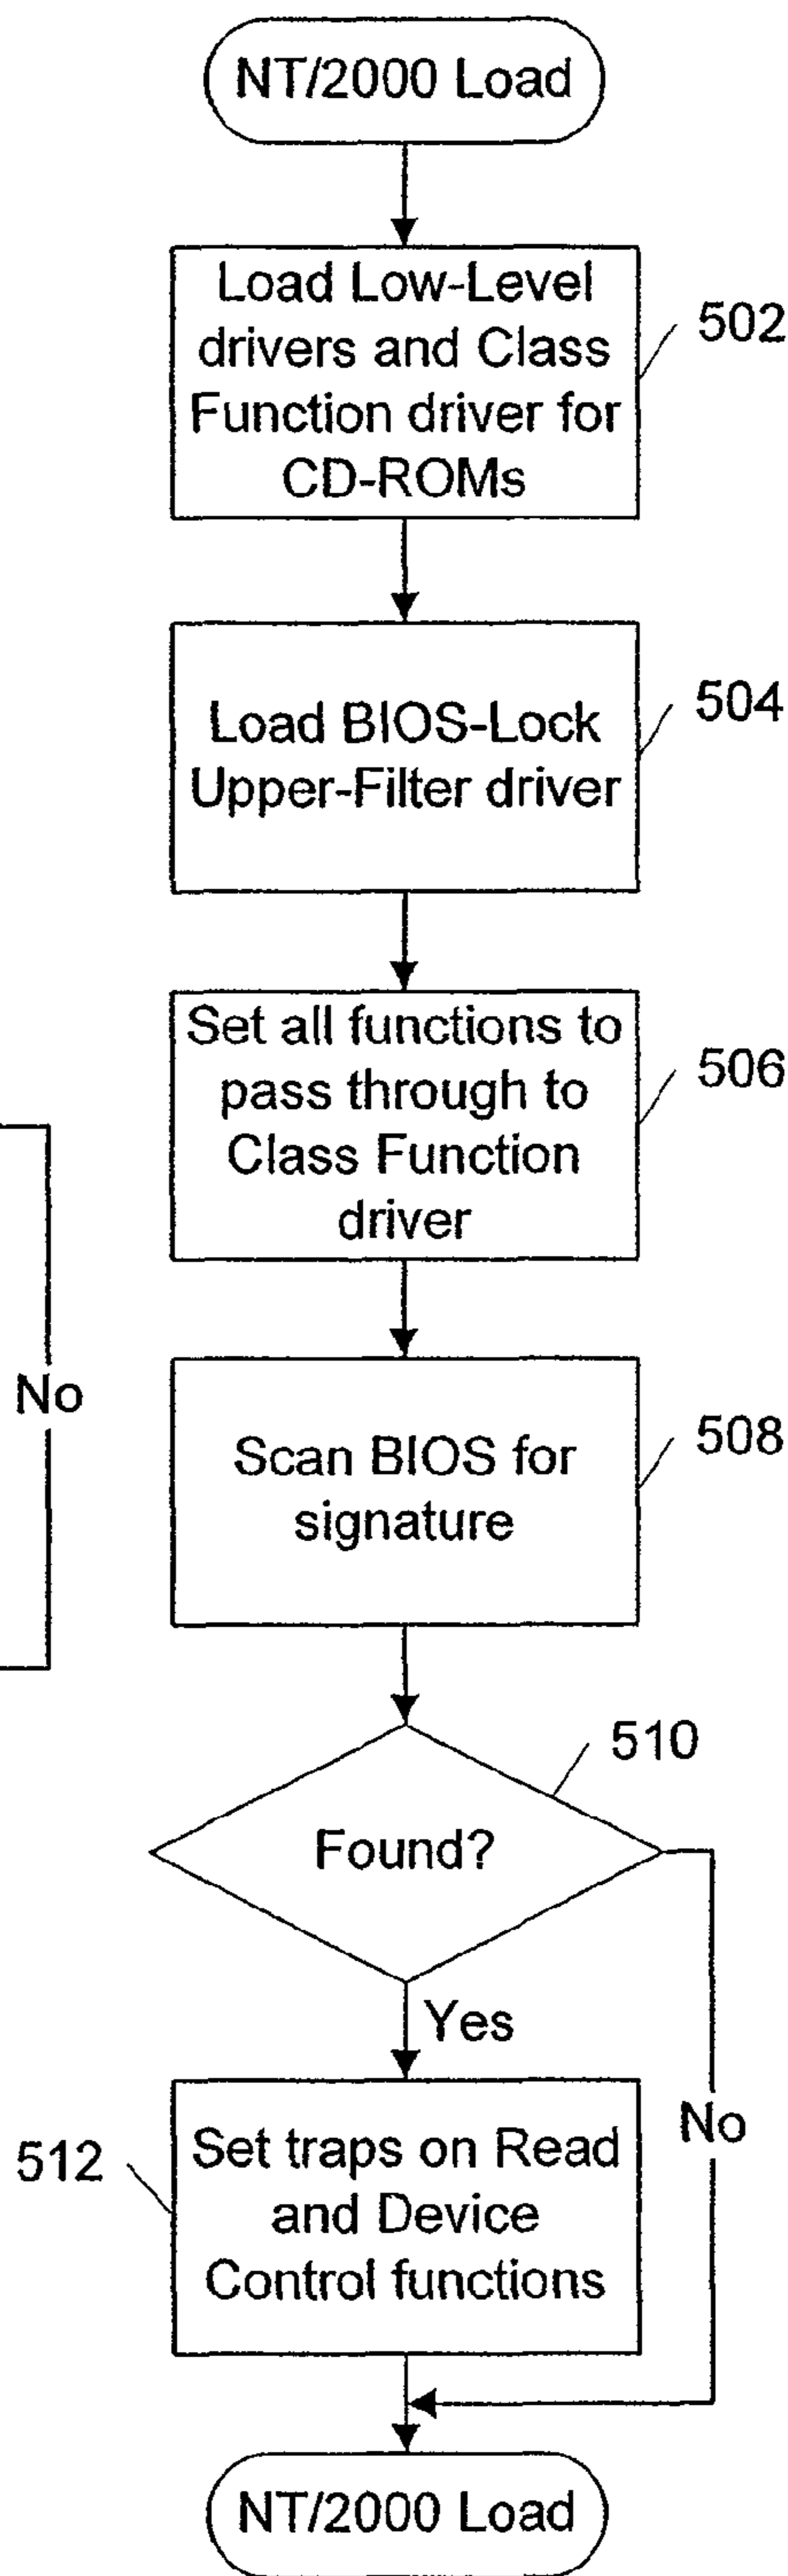 NT/2000 Load
Load Low-Level
drivers and Class
Function driver for
CD-ROMs
502
Load BIOS-Lock
Upper-Filter driver
504
Set all functions to
pass through to
Class Function
driver
506
No
Scan BIOS for
signature
508
510
Found?
Yes
No
512
Set traps on Read
and Device
Control functions
NT/2000 Load